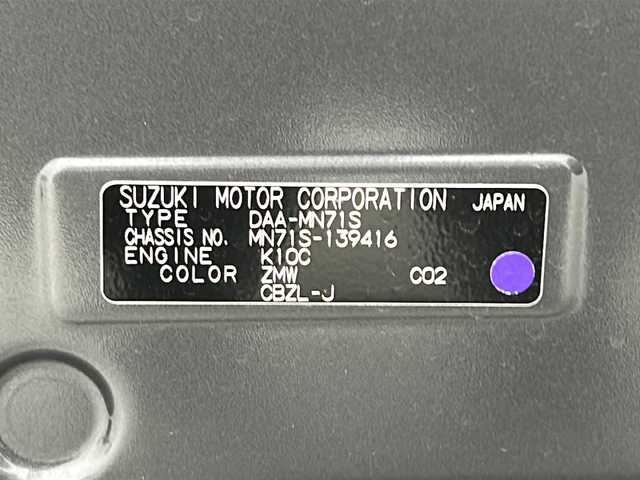 SUZUKI MOTOR CORPORATION JAPAN
TYPE DAA-MN71S
CHASSIS NO. MN71S-139416
ENGINE K10C
COLOR ZMW C02
CBZL-J